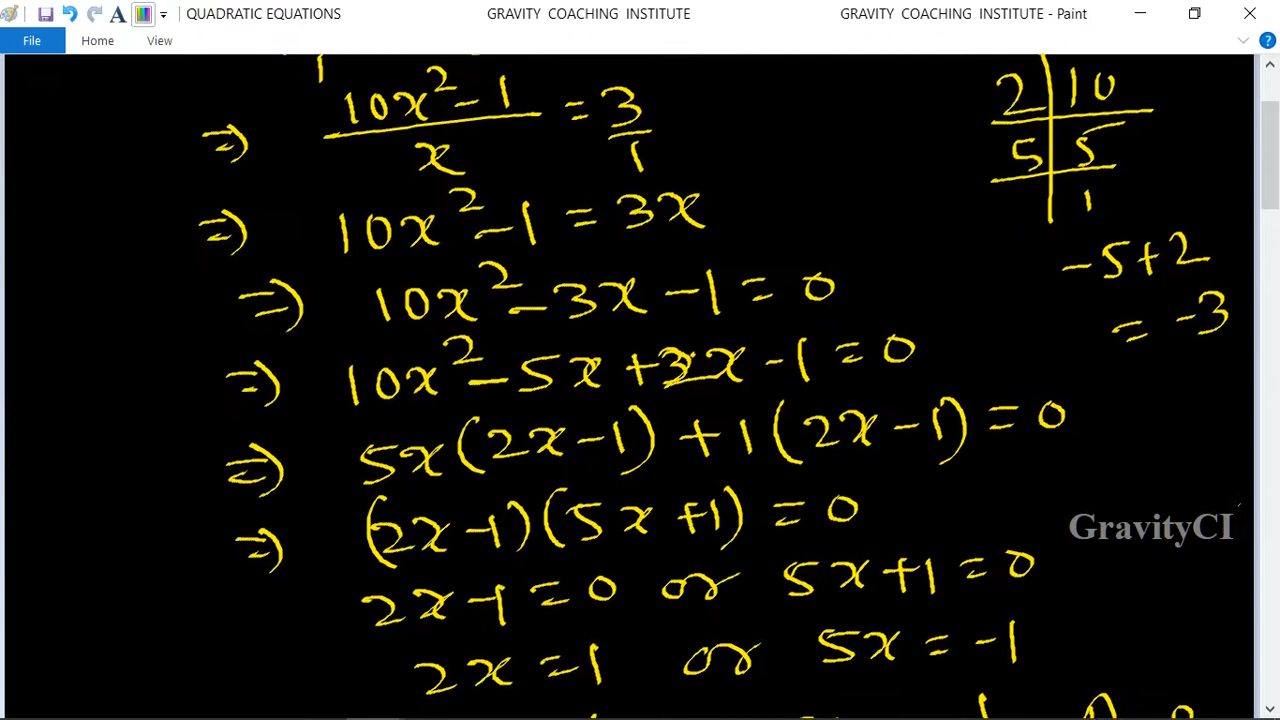 QUADRATIC EQUATIONS GRAVITY COACHING INSTITUTE GRAVITY COACHING INSTITUTE - Paint
File Home View
⇒ 10x² - 1 / x = 3 / 1
⇒ 10x² - 1 = 3x
⇒ 10x² - 3x - 1 = 0
⇒ 10x² - 5x + 2x - 1 = 0
⇒ 5x(2x - 1) + 1(2x - 1) = 0
⇒ (2x - 1)(5x + 1) = 0
2x - 1 = 0 or 5x + 1 = 0
2x = 1 or 5x = -1
2 | 10
5 | 5
1
-5+2
= -3
GravityCI